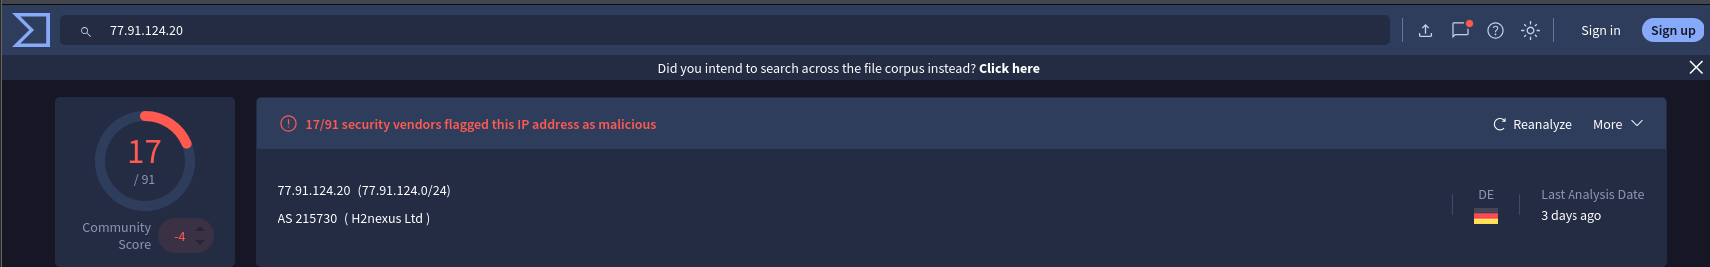 77.91.124.20
Sign in
Sign up
Did you intend to search across the file corpus instead? Click here
17
/ 91
Community
Score
-4
17/91 security vendors flagged this IP address as malicious
Reanalyze
More
77.91.124.20 (77.91.124.0/24)
AS 215730 ( H2nexus Ltd )
DE
Last Analysis Date
3 days ago